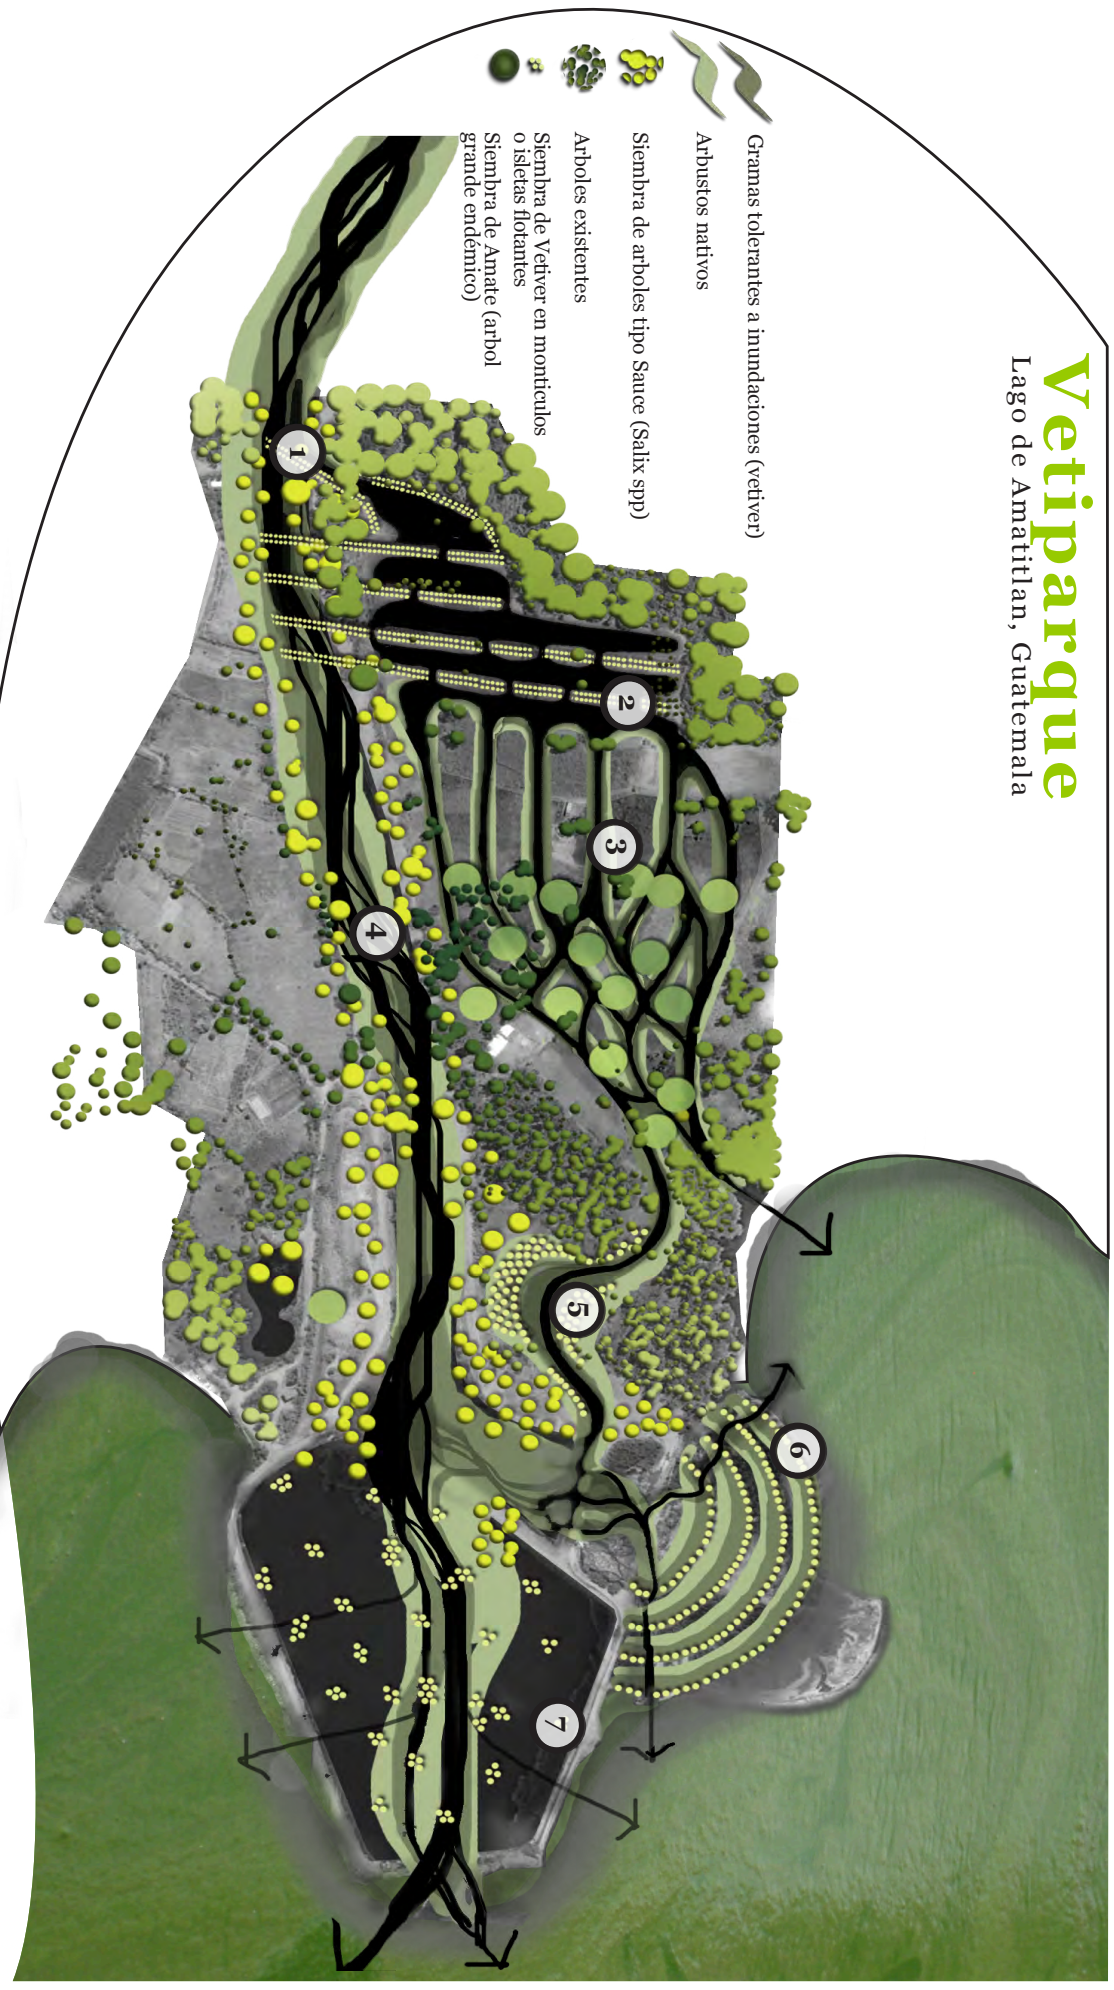 Vetiparque
Lago de Amatitlan, Guatemala
Gramas tolerantes a inundaciones (vetiver)
Arbustos nativos
Siembra de arboles tipo Sauce (Salix spp)
Arboles existentes
Siembra de Vetiver en monticulos
o isletas flotantes
Siembra de Amate (arbol
grande endémico)
1
2
3
4
5
6
7